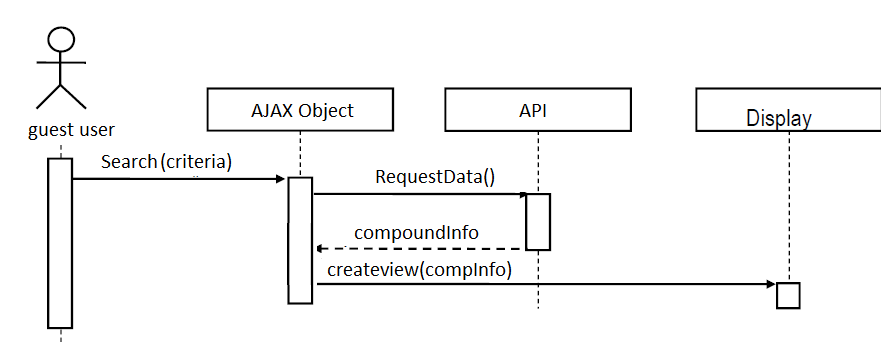 AJAX Object
API
Display
guest user
Search (criteria)
RequestData()
compoundInfo
createview(compInfo)